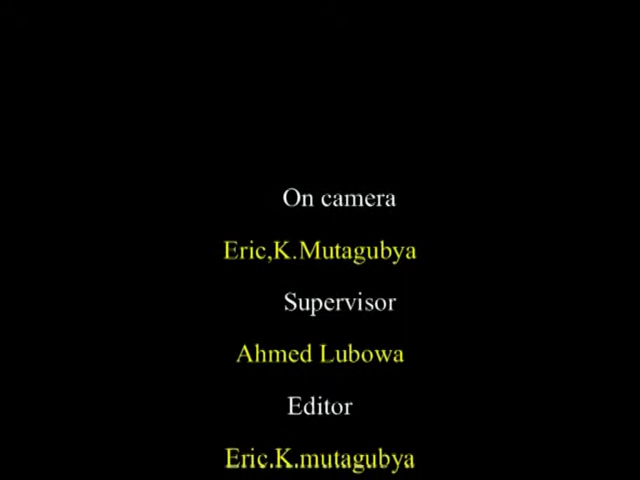 On camera
Eric,K.Mutagubya
Supervisor
Ahmed Lubowa
Editor
Eric.K.mutagubya